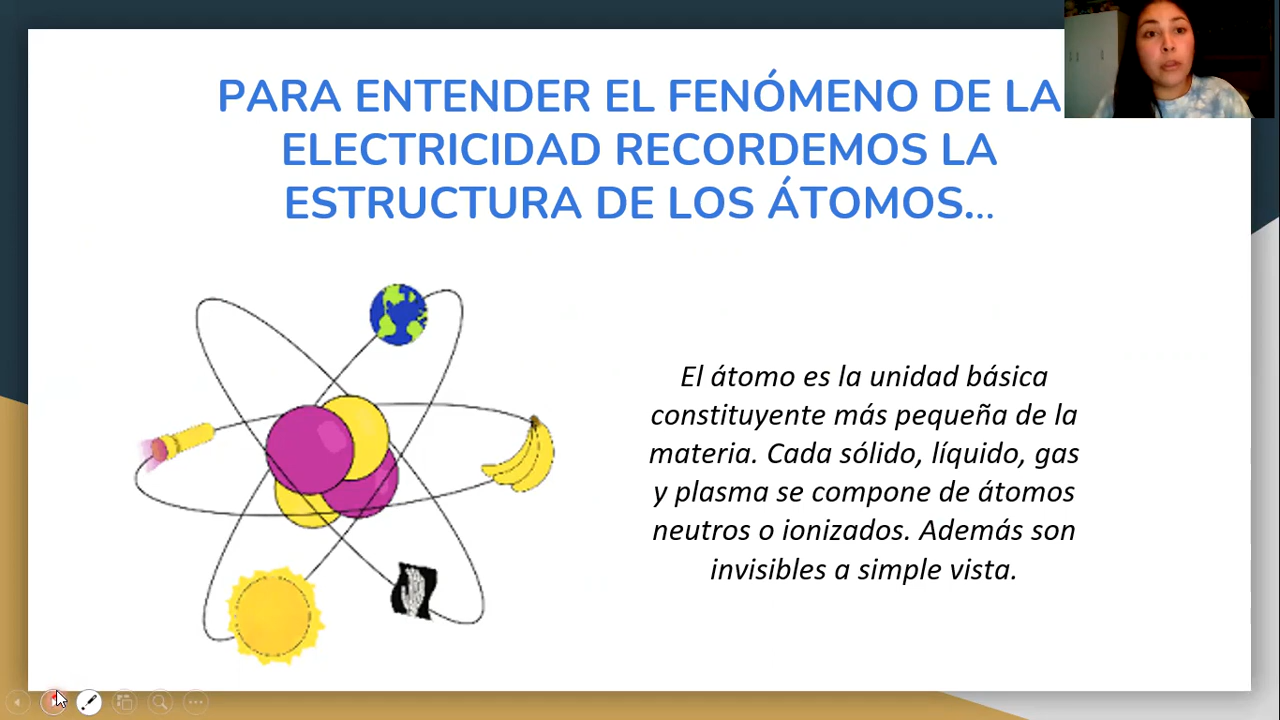 PARA ENTENDER EL FENÓMENO DE LA
ELECTRICIDAD RECORDEMOS LA
ESTRUCTURA DE LOS ÁTOMOS...
El átomo es la unidad básica
constituyente más pequeña de la
materia. Cada sólido, líquido, gas
y plasma se compone de átomos
neutros o ionizados. Además son
invisibles a simple vista.